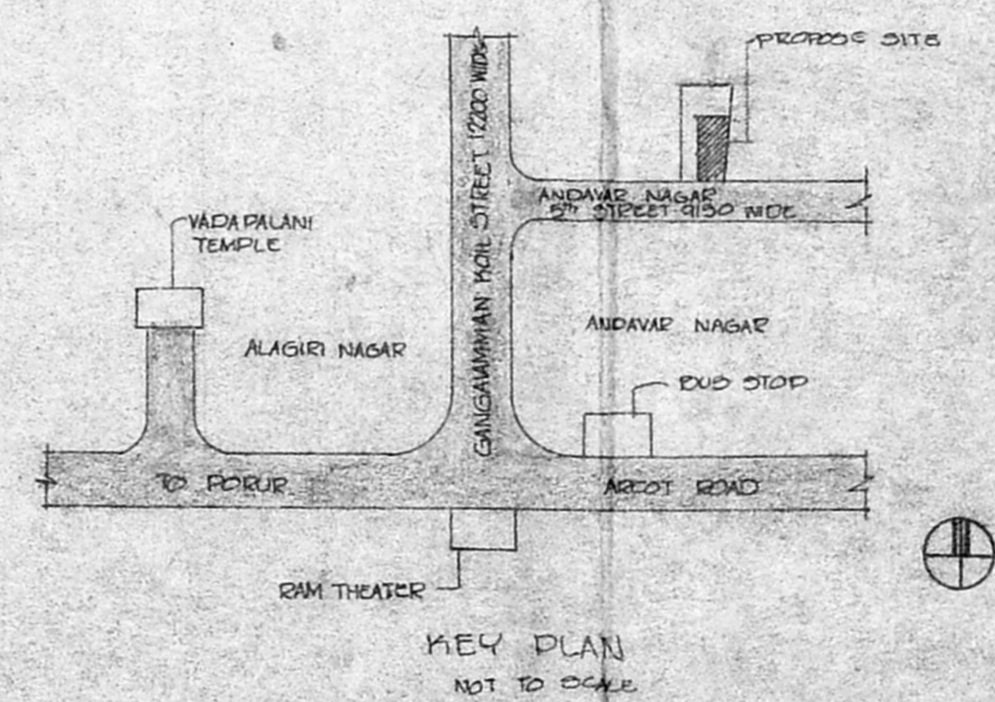 PROPOSE SITE
GANGAIAMMAN KOIL STREET 12200 WIDE
ANDAVAR NAGAR
5th STREET 9150 WIDE
VADAPALANI
TEMPLE
ANDAVAR NAGAR
ALAGIRI NAGAR
BUS STOP
TO PORUR
ARCOT ROAD
RAM THEATER
KEY PLAN
NOT TO SCALE